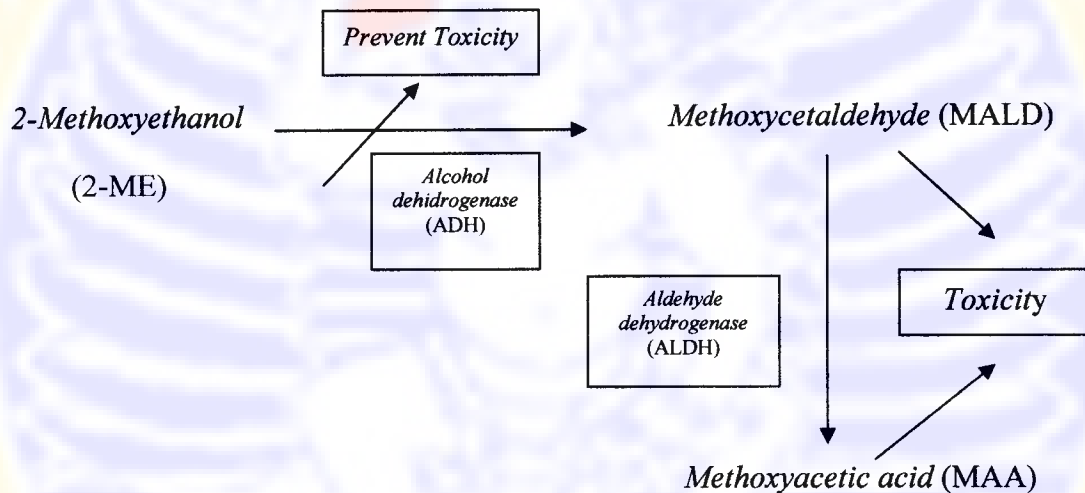 Prevent Toxicity
2-Methoxyethanol
(2-ME)
Methoxycetaldehyde (MALD)
Alcohol
dehidrogenase
(ADH)
Aldehyde
dehydrogenase
(ALDH)
Toxicity
Methoxyacetic acid (MAA)